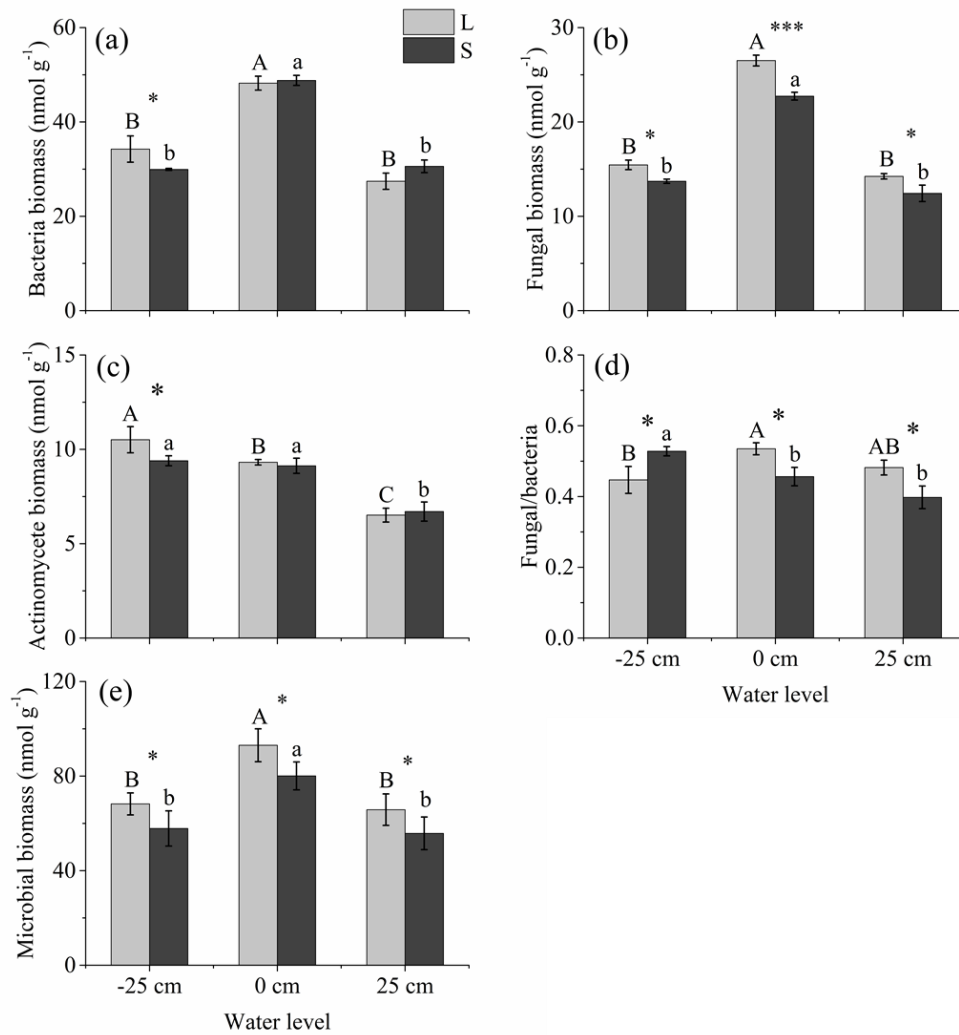 (a)
L
S
Bacteria biomass (nmol g⁻¹)
60
40
20
0
*
B
b
A
a
B
b
(b)
Fungal biomass (nmol g⁻¹)
30
20
10
0
*
B
b
***
A
a
*
B
b
(c)
Actinomycete biomass (nmol g⁻¹)
15
10
5
0
*
A
a
B
a
C
b
(d)
Fungal/bacteria
0.8
0.6
0.4
0.2
0.0
*
B
a
*
A
b
*
AB
b
-25 cm 0 cm 25 cm
Water level
(e)
Microbial biomass (nmol g⁻¹)
120
80
40
0
*
B
b
*
A
a
*
B
b
-25 cm 0 cm 25 cm
Water level